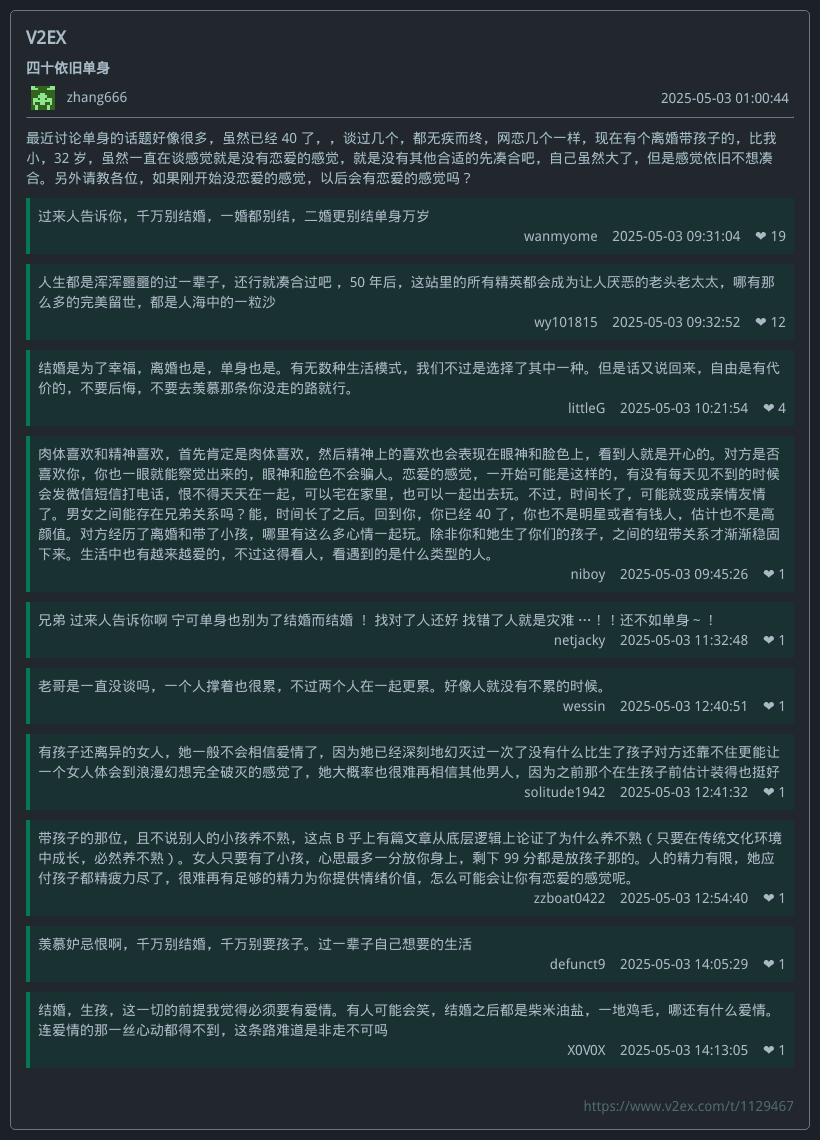 V2EX
四十依旧单身
zhang666
2025-05-03 01:00:44
最近讨论单身的话题好像很多，虽然已经 40 了，，谈过几个，都无疾而终，网恋几个一样，现在有个离婚带孩子的，比我
小，32 岁，虽然一直在谈感觉就是没有恋爱的感觉，就是没有其他合适的先凑合吧，自己虽然大了，但是感觉依旧不想凑
合。另外请教各位，如果刚开始没恋爱的感觉，以后会有恋爱的感觉吗？
过来人告诉你，千万别结婚，一婚都别结，二婚更别结单身万岁
wanmyome 2025-05-03 09:31:04 ❤ 19
人生都是浑浑噩噩的过一辈子，还行就凑合过吧 ，50 年后，这站里的所有精英都会成为让人厌恶的老头老太太，哪有那
么多的完美留世，都是人海中的一粒沙
wy101815 2025-05-03 09:32:52 ❤ 12
结婚是为了幸福，离婚也是，单身也是。有无数种生活模式，我们不过是选择了其中一种。但是话又说回来，自由是有代
价的，不要后悔，不要去羡慕那条你没走的路就行。
littleG 2025-05-03 10:21:54 ❤ 4
肉体喜欢和精神喜欢，首先肯定是肉体喜欢，然后精神上的喜欢也会表现在眼神和脸色上，看到人就是开心的。对方是否
喜欢你，你也一眼就能察觉出来的，眼神和脸色不会骗人。恋爱的感觉，一开始可能是这样的，有没有每天见不到的时候
会发微信短信打电话，恨不得天天在一起，可以宅在家里，也可以一起出去玩。不过，时间长了，可能就变成亲情友情
了。男女之间能存在兄弟关系吗？能，时间长了之后。回到你，你已经 40 了，你也不是明星或者有钱人，估计也不是高
颜值。对方经历了离婚和带了小孩，哪里有这么多心情一起玩。除非你和她生了你们的孩子，之间的纽带关系才渐渐稳固
下来。生活中也有越来越爱的，不过这得看人，看遇到的是什么类型的人。
niboy 2025-05-03 09:45:26 ❤ 1
兄弟 过来人告诉你啊 宁可单身也别为了结婚而结婚 ！ 找对了人还好 找错了人就是灾难 …！！还不如单身 ~ ！
netjacky 2025-05-03 11:32:48 ❤ 1
老哥是一直没谈吗，一个人撑着也很累，不过两个人在一起更累。好像人就没有不累的时候。
wessin 2025-05-03 12:40:51 ❤ 1
有孩子还离异的女人，她一般不会相信爱情了，因为她已经深刻地幻灭过一次了没有什么比生了孩子对方还靠不住更能让
一个女人体会到浪漫幻想完全破灭的感觉了，她大概率也很难再相信其他男人，因为之前那个在生孩子前估计装得也挺好
solitude1942 2025-05-03 12:41:32 ❤ 1
带孩子的那位，且不说别人的小孩养不熟，这点 B 乎上有篇文章从底层逻辑上论证了为什么养不熟（只要在传统文化环境
中成长，必然养不熟）。女人只要有了小孩，心思最多一分放你身上，剩下 99 分都是放孩子那的。人的精力有限，她应
付孩子都精疲力尽了，很难再有足够的精力为你提供情绪价值，怎么可能会让你有恋爱的感觉呢。
zzboat0422 2025-05-03 12:54:40 ❤ 1
羡慕妒忌恨啊，千万别结婚，千万别要孩子。过一辈子自己想要的生活
defunct9 2025-05-03 14:05:29 ❤ 1
结婚，生孩，这一切的前提我觉得必须要有爱情。有人可能会笑，结婚之后都是柴米油盐，一地鸡毛，哪还有什么爱情。
连爱情的那一丝心动都得不到，这条路难道是非走不可吗
X0V0X 2025-05-03 14:13:05 ❤ 1
https://www.v2ex.com/t/1129467